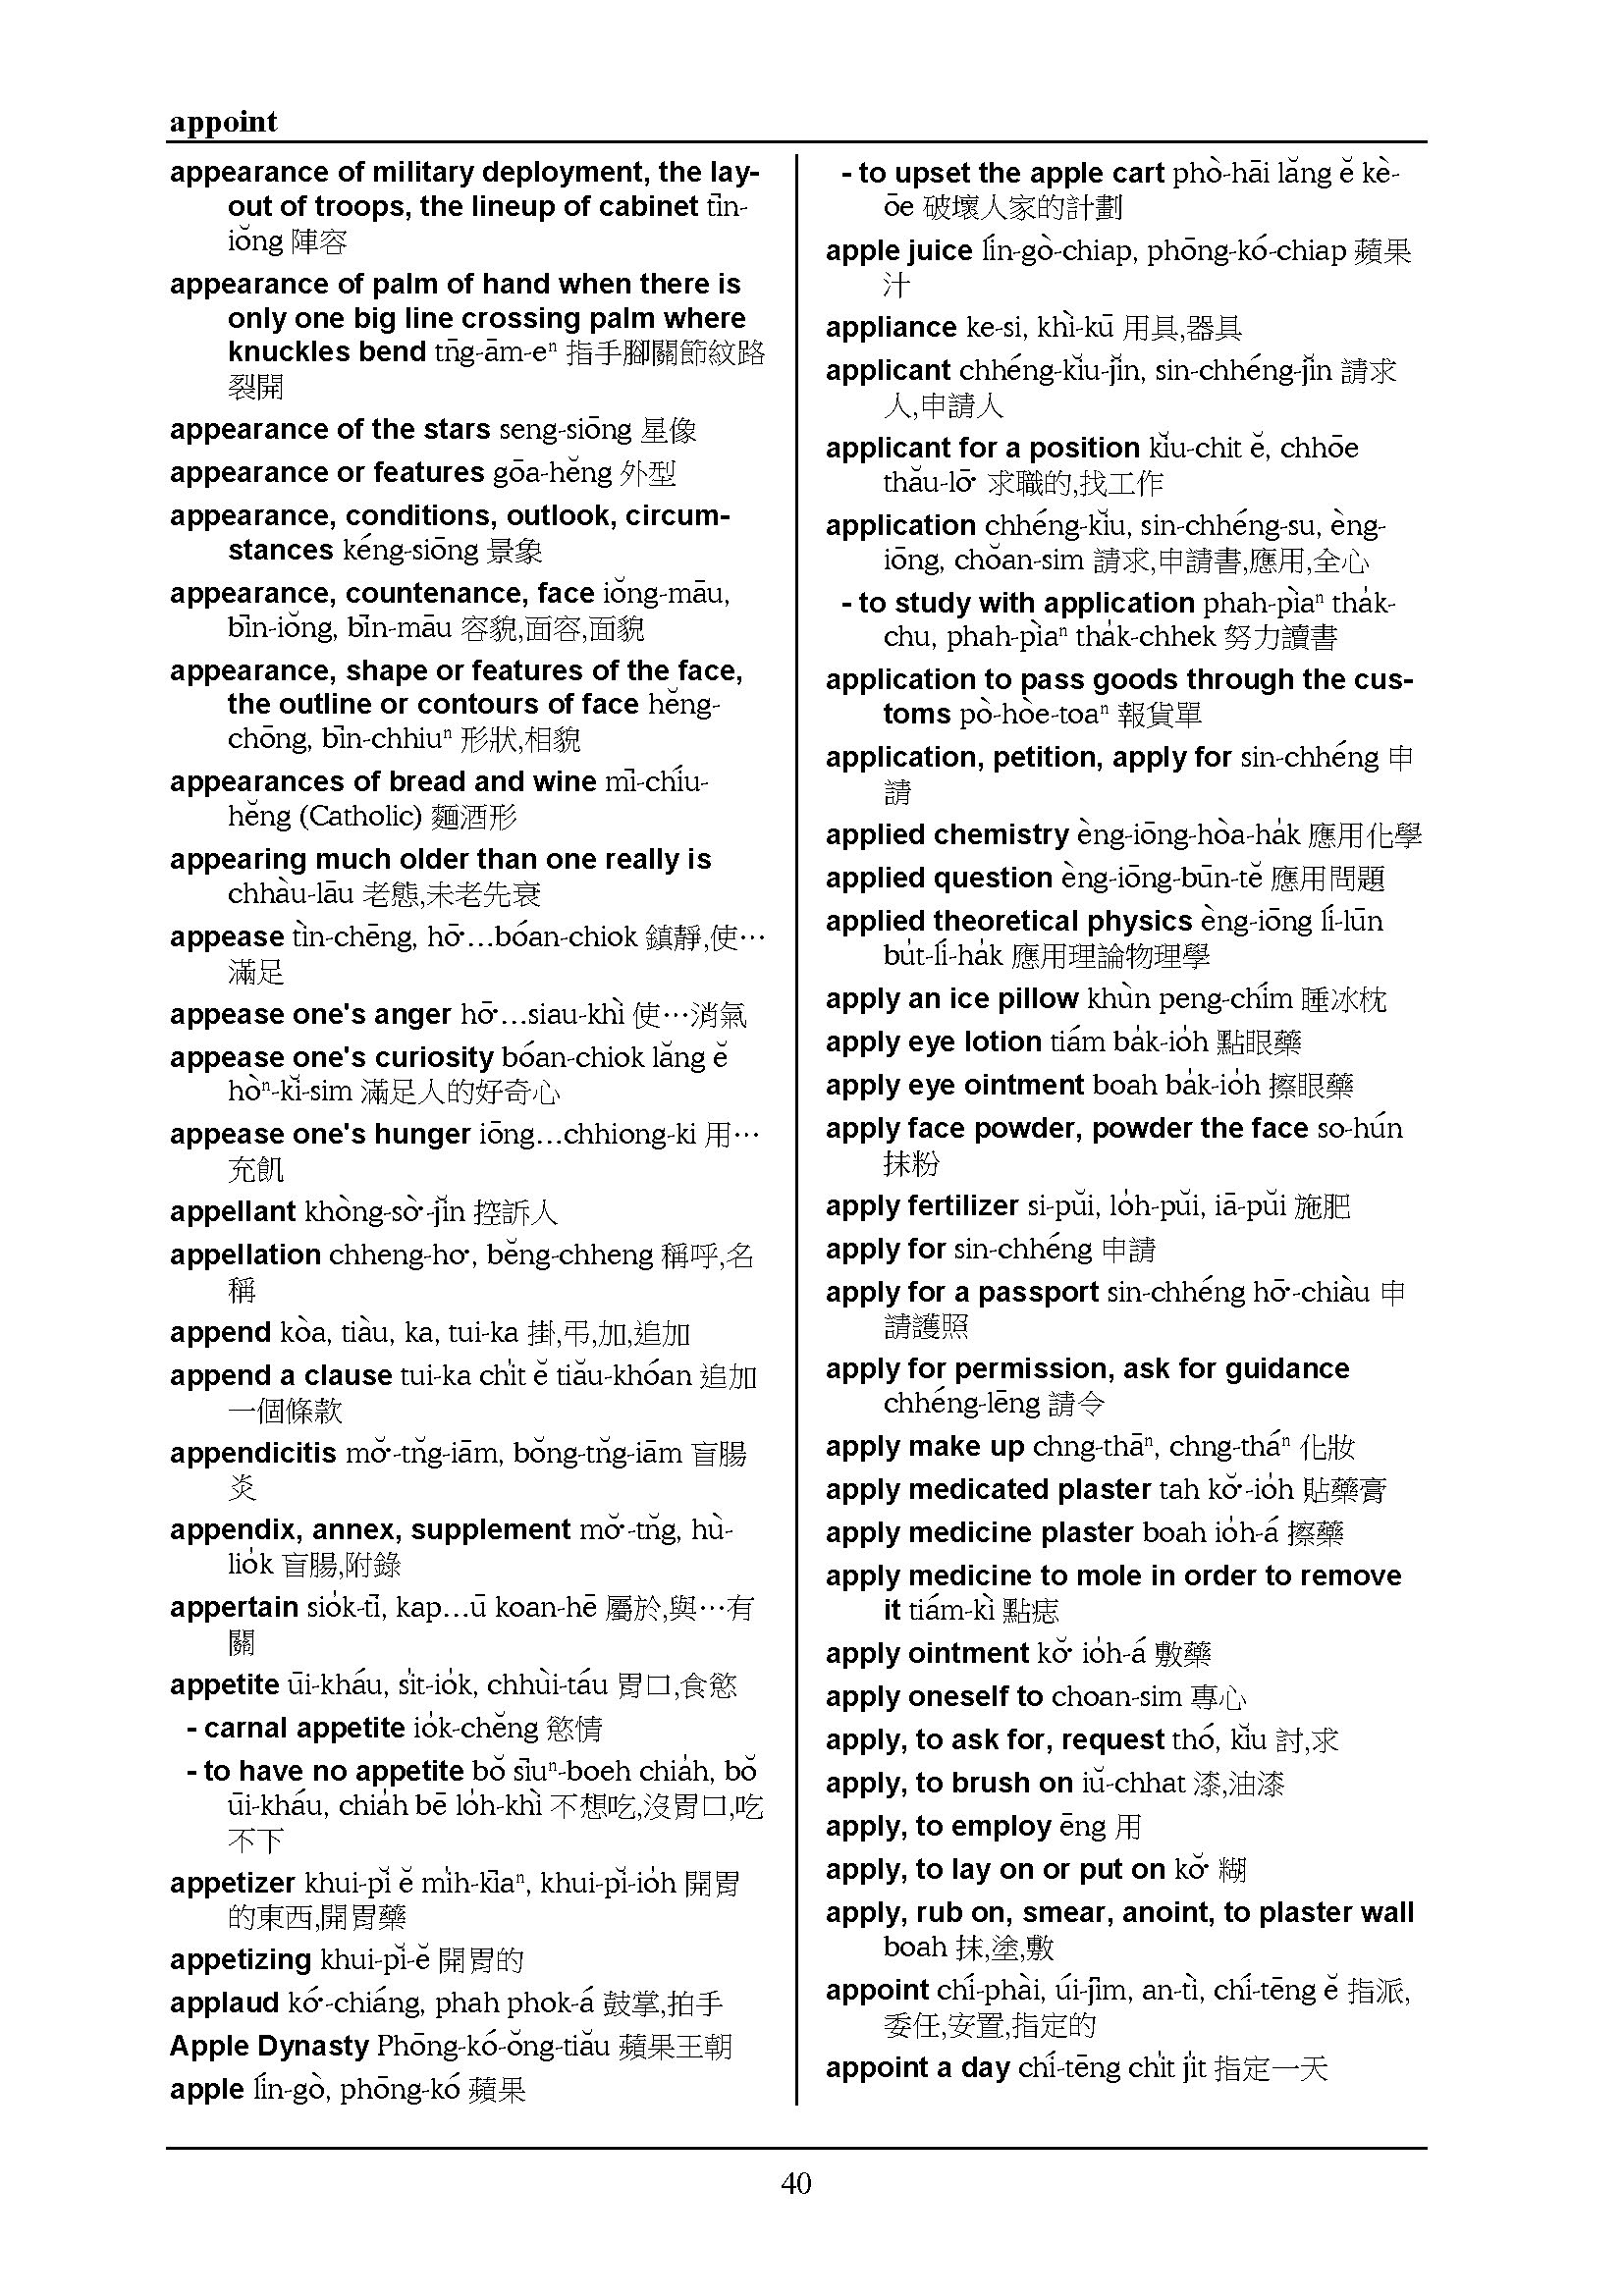 appoint
appearance of military deployment, the lay-
out of troops, the lineup of cabinet tīn-
iŏng 陣容
appearance of palm of hand when there is
only one big line crossing palm where
knuckles bend tn̄g-ām-eⁿ 指手腳關節紋路
裂開
appearance of the stars seng-siōng 星像
appearance or features gōa-hĕng 外型
appearance, conditions, outlook, circum-
stances kéng-siōng 景象
appearance, countenance, face iŏng-māu,
bīn-iŏng, bīn-māu 容貌,面容,面貌
appearance, shape or features of the face,
the outline or contours of face hĕng-
chōng, bīn-chhiuⁿ 形狀,相貌
appearances of bread and wine mī-chíu-
hĕng (Catholic) 麵酒形
appearing much older than one really is
chhàu-lāu 老態,未老先衰
appease tìn-chēng, hō͘...bóan-chiok 鎮靜,使…
滿足
appease one's anger hō͘...siau-khì 使…消氣
appease one's curiosity bóan-chiok lăng ĕ
hòⁿ-kĭ-sim 滿足人的好奇心
appease one's hunger iōng...chhiong-ki 用…
充飢
appellant khòng-sò͘-jĭn 控訴人
appellation chheng-ho͘, bĕng-chheng 稱呼,名
稱
append kòa, tiàu, ka, tui-ka 掛,弔,加,追加
append a clause tui-ka chi̍t ĕ tiău-khóan 追加
一個條款
appendicitis mŏ͘-tn̆g-iām, bŏng-tn̆g-iām 盲腸
炎
appendix, annex, supplement mŏ͘-tn̆g, hù-
lio̍k 盲腸,附錄
appertain sio̍k-tī, kap...ū koan-hē 屬於,與…有
關
appetite ūi-kháu, si̍t-io̍k, chhùi-táu 胃口,食慾
- carnal appetite io̍k-chĕng 慾情
- to have no appetite bŏ sīuⁿ-boeh chia̍h, bŏ
ūi-kháu, chia̍h bē lo̍h-khì 不想吃,沒胃口,吃
不下
appetizer khui-pĭ ĕ mi̍h-kīaⁿ, khui-pĭ-io̍h 開胃
的東西,開胃藥
appetizing khui-pĭ-ĕ 開胃的
applaud kó͘-chiáng, phah phok-á 鼓掌,拍手
Apple Dynasty Phōng-kó-ŏng-tiău 蘋果王朝
apple lín-gò, phōng-kó 蘋果
- to upset the apple cart phò-hāi lăng ĕ kè-
ōe 破壞人家的計劃
apple juice lín-gò-chiap, phōng-kó-chiap 蘋果
汁
appliance ke-si, khì-kū 用具,器具
applicant chhéng-kĭu-jĭn, sin-chhéng-jĭn 請求
人,申請人
applicant for a position kĭu-chit ĕ, chhōe
thău-lō͘ 求職的,找工作
application chhéng-kĭu, sin-chhéng-su, èng-
iōng, chŏan-sim 請求,申請書,應用,全心
- to study with application phah-pìaⁿ tha̍k-
chu, phah-pìaⁿ tha̍k-chhek 努力讀書
application to pass goods through the cus-
toms pò-hòe-toaⁿ 報貨單
application, petition, apply for sin-chhéng 申
請
applied chemistry èng-iōng-hòa-ha̍k 應用化學
applied question èng-iōng-būn-tĕ 應用問題
applied theoretical physics èng-iōng lí-lūn
bu̍t-lí-ha̍k 應用理論物理學
apply an ice pillow khùn peng-chím 睡冰枕
apply eye lotion tiám ba̍k-io̍h 點眼藥
apply eye ointment boah ba̍k-io̍h 擦眼藥
apply face powder, powder the face so-hún
抹粉
apply fertilizer si-pŭi, lo̍h-pŭi, iā-pŭi 施肥
apply for sin-chhéng 申請
apply for a passport sin-chhéng hō͘-chiàu 申
請護照
apply for permission, ask for guidance
chhéng-lēng 請令
apply make up chng-thāⁿ, chng-tháⁿ 化妝
apply medicated plaster tah kŏ͘-io̍h 貼藥膏
apply medicine plaster boah io̍h-á 擦藥
apply medicine to mole in order to remove
it tiám-kì 點痣
apply ointment kŏ͘ io̍h-á 敷藥
apply oneself to choan-sim 專心
apply, to ask for, request thó, kĭu 討,求
apply, to brush on iŭ-chhat 漆,油漆
apply, to employ ēng 用
apply, to lay on or put on kŏ͘ 糊
apply, rub on, smear, anoint, to plaster wall
boah 抹,塗,敷
appoint chí-phài, úi-jīm, an-tì, chí-tēng ĕ 指派,
委任,安置,指定的
appoint a day chí-tēng chi̍t ji̍t 指定一天
40